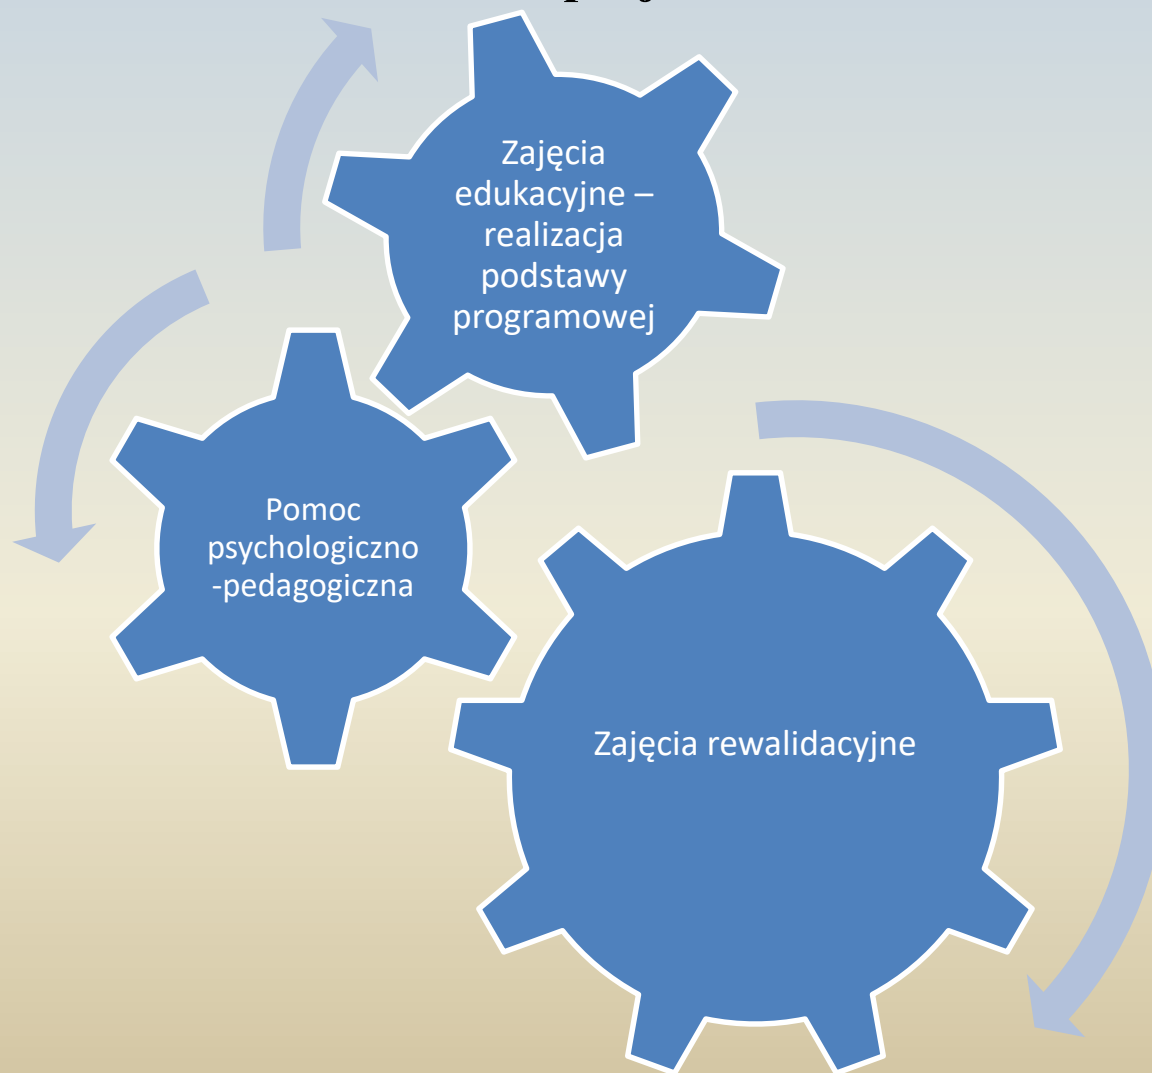 Zajęcia
edukacyjne –
realizacja
podstawy
programowej
Pomoc
psychologiczno
-pedagogiczna
Zajęcia rewalidacyjne